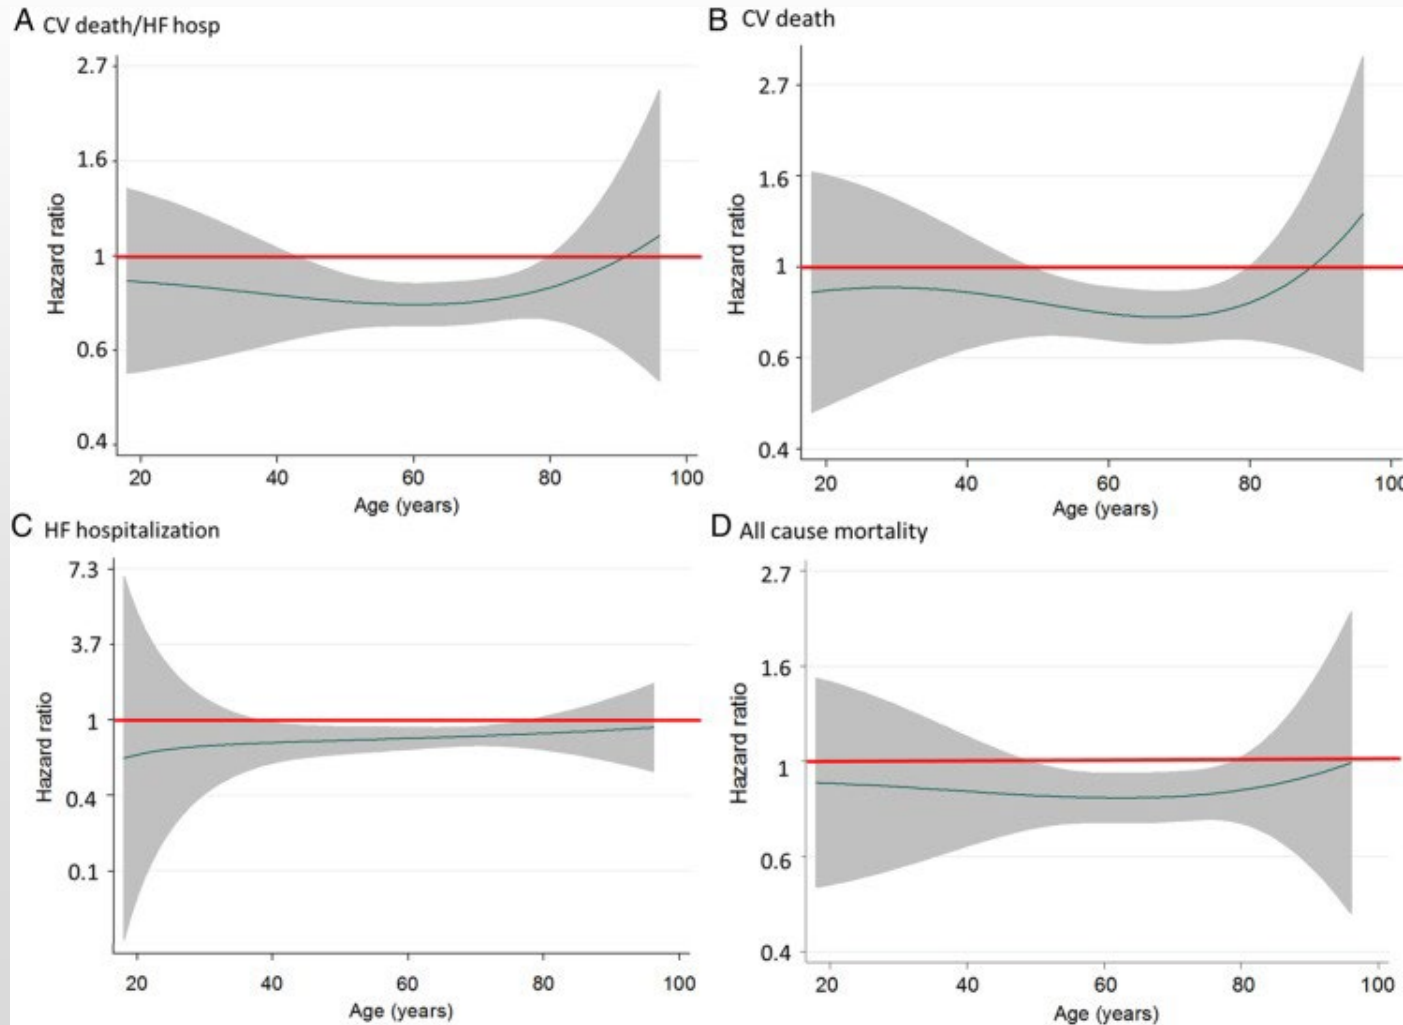 A CV death/HF hosp
2.7
1.6
1
0.6
0.4
Hazard ratio
20 40 60 80 100
Age (years)
B CV death
2.7
1.6
1
0.6
0.4
Hazard ratio
20 40 60 80 100
Age (years)
C HF hospitalization
7.3
3.7
1
0.4
0.1
Hazard ratio
20 40 60 80 100
Age (years)
D All cause mortality
2.7
1.6
1
0.6
0.4
Hazard ratio
20 40 60 80 100
Age (years)